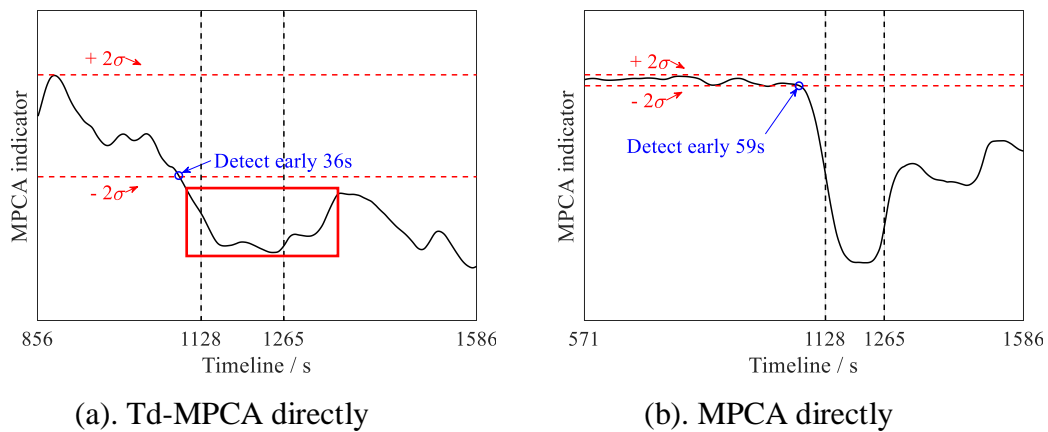 + 2σ
Detect early 36s
- 2σ
MPCA indicator
856
1128
1265
1586
Timeline / s
(a). Td-MPCA directly
+ 2σ
- 2σ
Detect early 59s
MPCA indicator
571
1128
1265
1586
Timeline / s
(b). MPCA directly